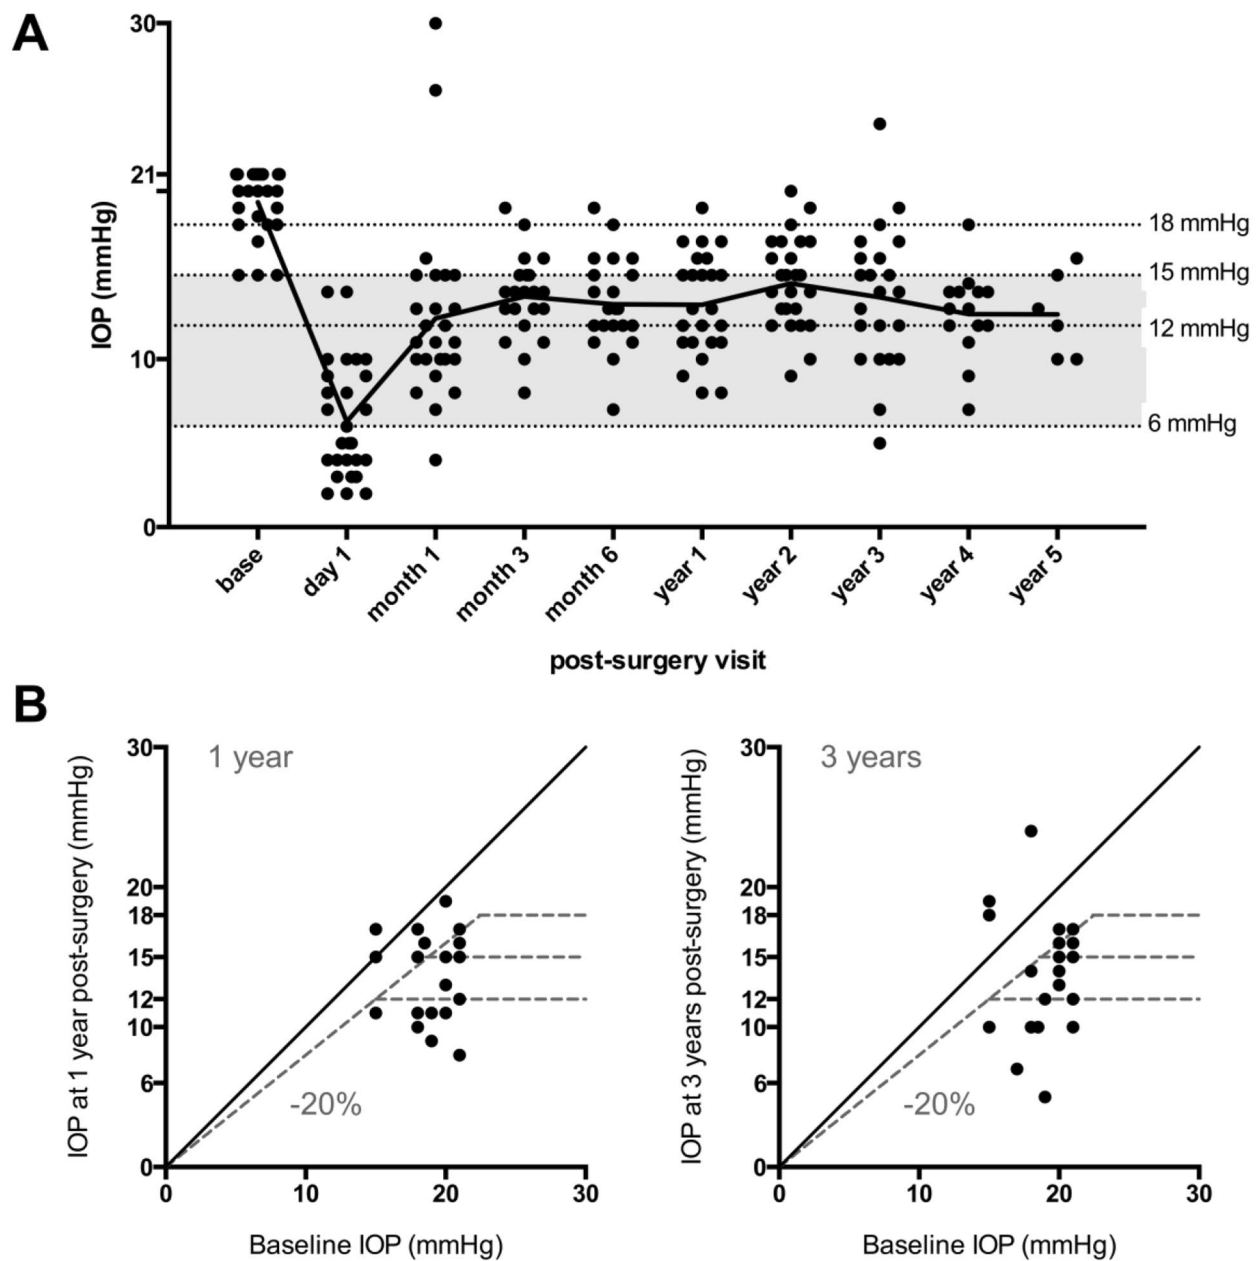 A
30
21
10
0
IOP (mmHg)
18 mmHg
15 mmHg
12 mmHg
6 mmHg
base
day 1
month 1
month 3
month 6
year 1
year 2
year 3
year 4
year 5
post-surgery visit
B
1 year
30
20
18
15
12
10
6
0
IOP at 1 year post-surgery (mmHg)
-20%
0
10
20
30
Baseline IOP (mmHg)
3 years
30
20
18
15
12
10
6
0
IOP at 3 years post-surgery (mmHg)
-20%
0
10
20
30
Baseline IOP (mmHg)